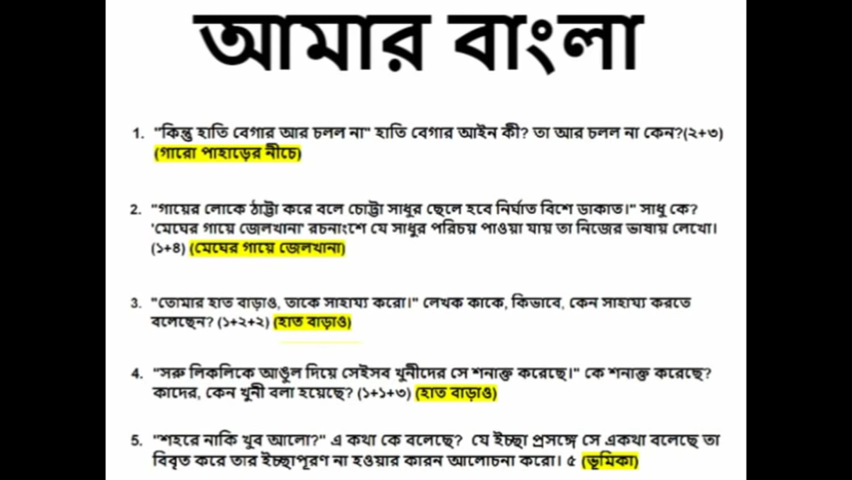 আমার বাংলা
1. "কিন্তু হাতি বেগার আর চলল না" হাতি বেগার আইন কী? তা আর চলল না কেন?(২+৩)
(গারো পাহাড়ের নীচে)
2. "গায়ের লোকে ঠাট্টা করে বলে চোট্টা সাধুর ছেলে হবে নির্ঘাত বিশে ডাকাত।" সাধু কে?
'মেঘের গায়ে জেলখানা' রচনাংশে যে সাধুর পরিচয় পাওয়া যায় তা নিজের ভাষায় লেখো।
(১+৪) (মেঘের গায়ে জেলখানা)
3. "তোমার হাত বাড়াও, তাকে সাহায্য করো।" লেখক কাকে, কিভাবে, কেন সাহায্য করতে
বলেছেন? (১+২+২) (হাত বাড়াও)
4. "সরু লিকলিকে আঙুল দিয়ে সেইসব খুনীদের সে শনাক্ত করেছে।" কে শনাক্ত করেছে?
কাদের, কেন খুনী বলা হয়েছে? (১+১+৩) (হাত বাড়াও)
5. "শহরে নাকি খুব আলো?" এ কথা কে বলেছে? যে ইচ্ছা প্রসঙ্গে সে একথা বলেছে তা
বিবৃত করে তার ইচ্ছাপূরণ না হওয়ার কারন আলোচনা করো। ৫ (ভূমিকা)